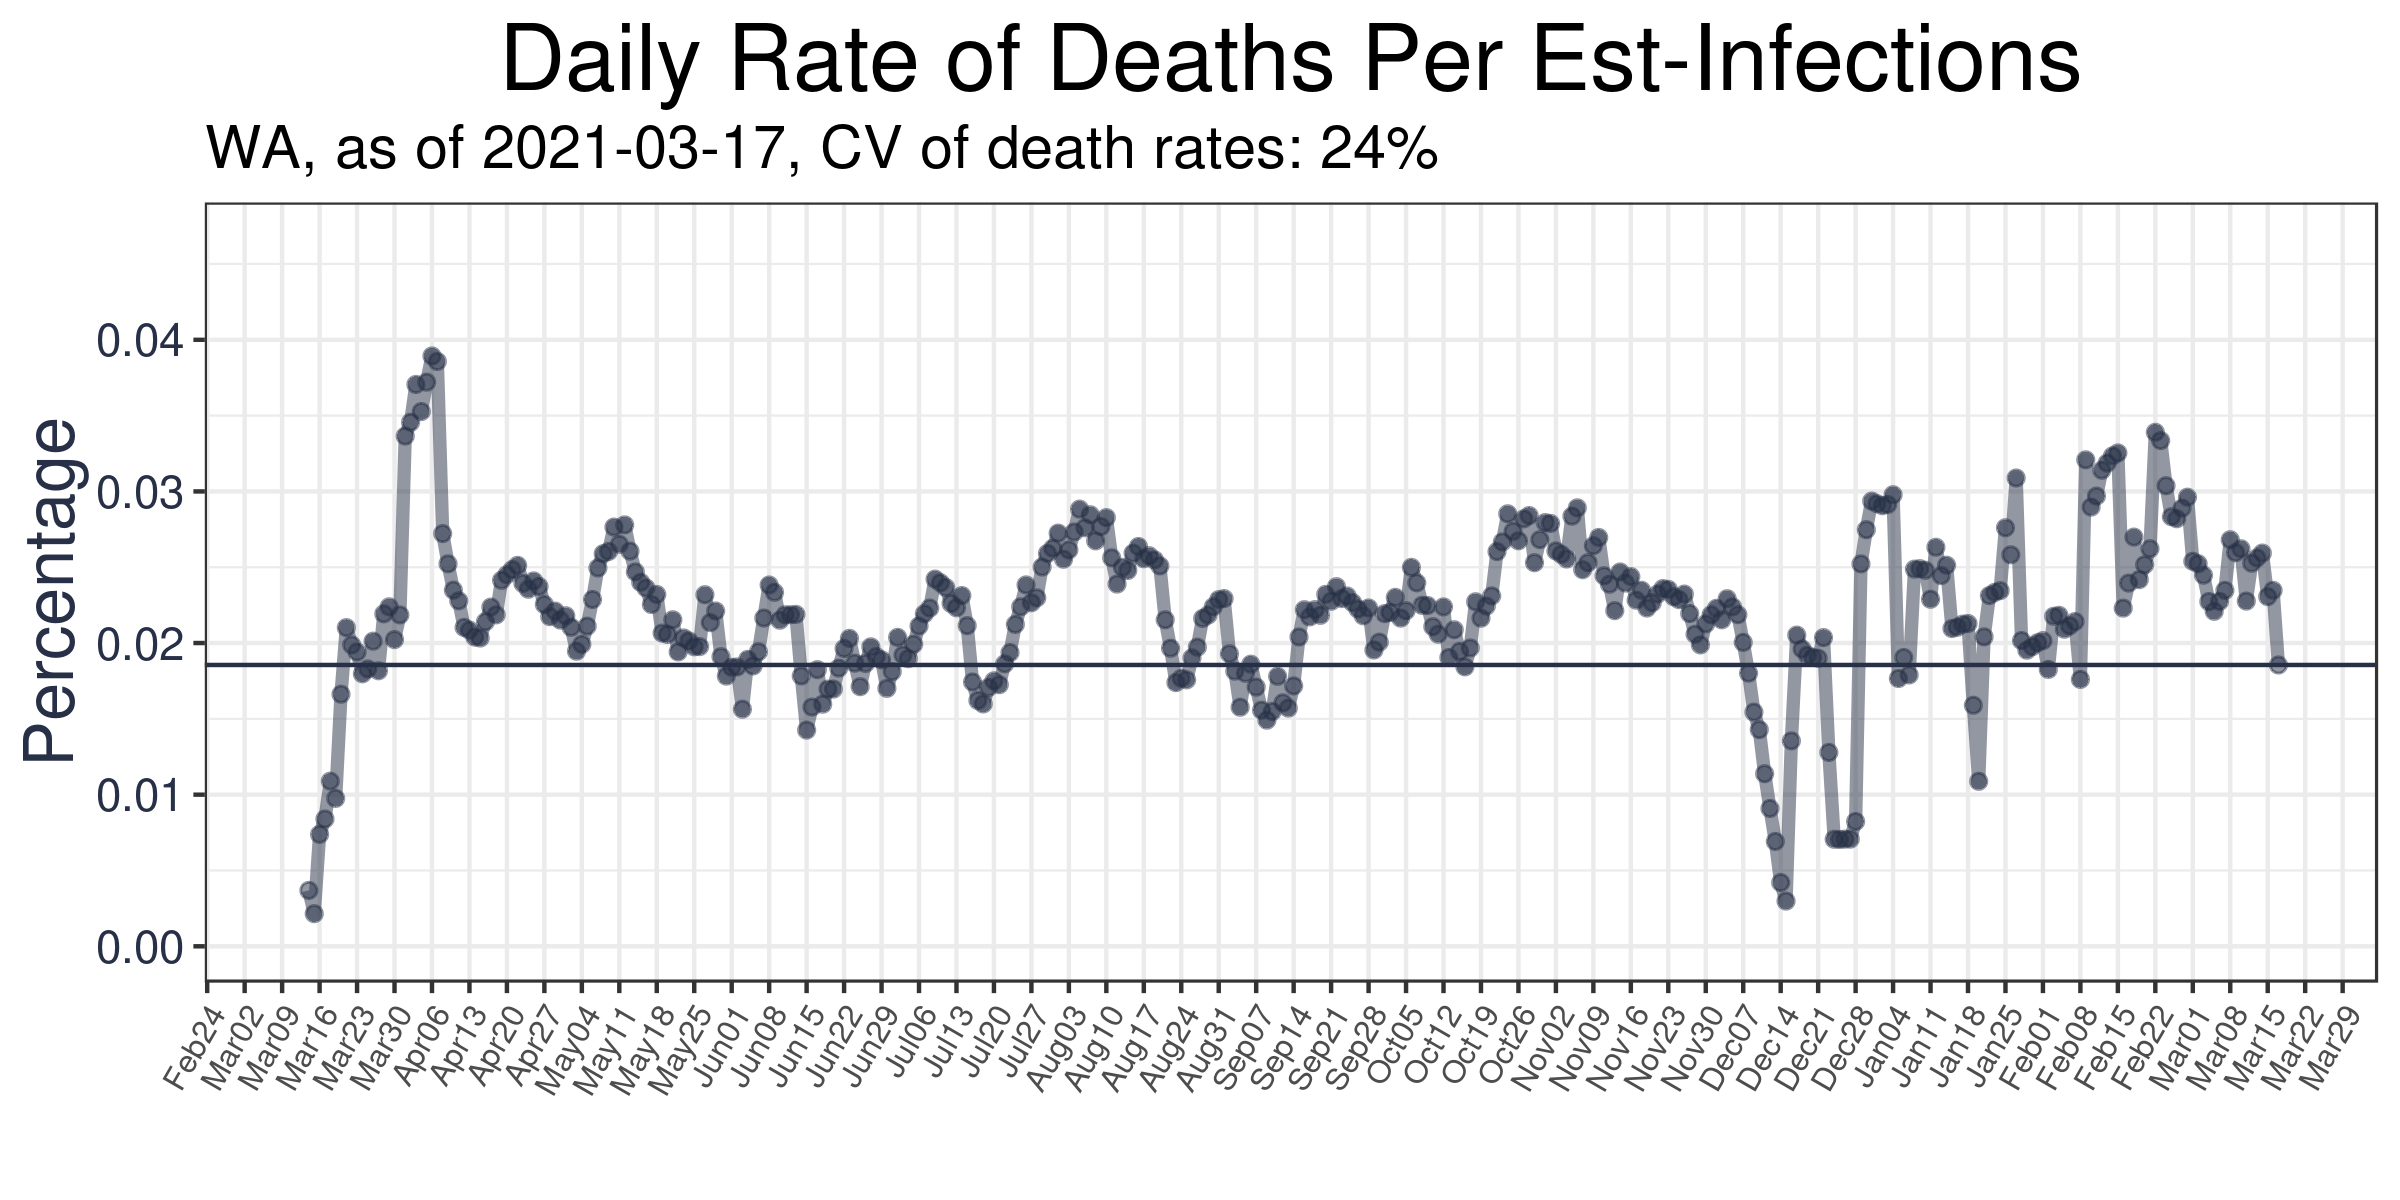 Daily Rate of Deaths Per Est-Infections
WA, as of 2021-03-17, CV of death rates: 24%
Percentage
0.04
0.03
0.02
0.01
0.00
Feb24 Mar02 Mar09 Mar16 Mar23 Mar30 Apr06 Apr13 Apr20 Apr27 May04 May11 May18 May25 Jun01 Jun08 Jun15 Jun22 Jun29 Jul06 Jul13 Jul20 Jul27 Aug03 Aug10 Aug17 Aug24 Aug31 Sep07 Sep14 Sep21 Sep28 Oct05 Oct12 Oct19 Oct26 Nov02 Nov09 Nov16 Nov23 Nov30 Dec07 Dec14 Dec21 Dec28 Jan04 Jan11 Jan18 Jan25 Feb01 Feb08 Feb15 Feb22 Mar01 Mar08 Mar15 Mar22 Mar29